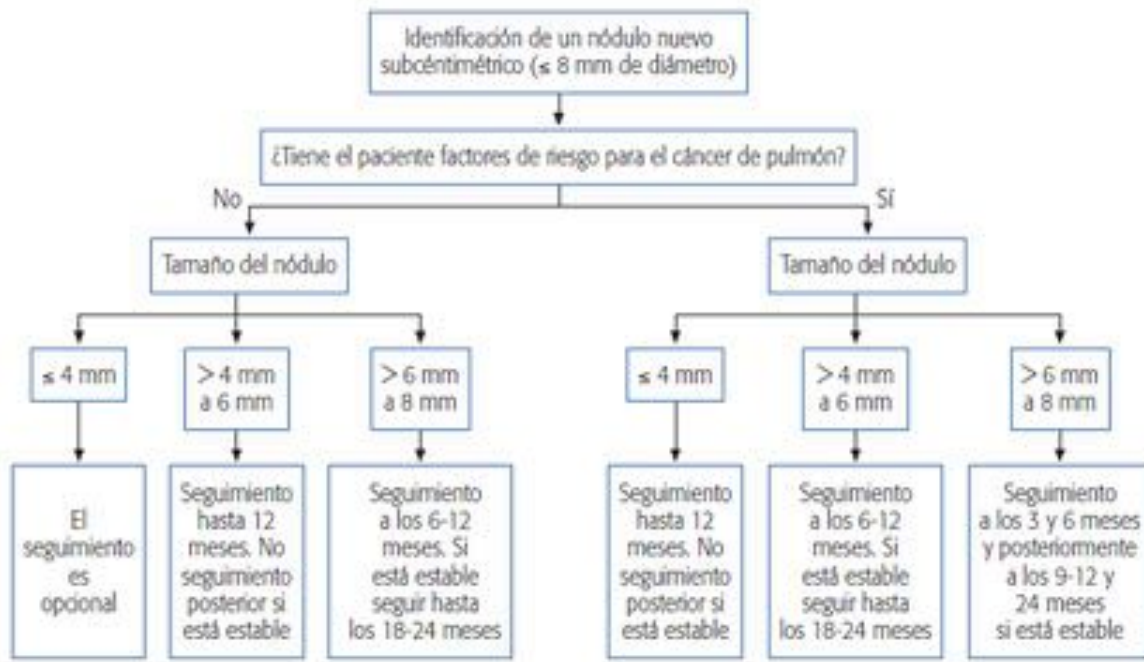 Identificación de un nódulo nuevo
subcéntimétrico (≤ 8 mm de diámetro)
¿Tiene el paciente factores de riesgo para el cáncer de pulmón?
No
Sí
Tamaño del nódulo
Tamaño del nódulo
≤ 4 mm
> 4 mm
a 6 mm
> 6 mm
a 8 mm
≤ 4 mm
> 4 mm
a 6 mm
> 6 mm
a 8 mm
El
seguimiento
es
opcional
Seguimiento
hasta 12
meses. No
seguimiento
posterior si
está estable
Seguimiento
a los 6-12
meses. Si
está estable
seguir hasta
los 18-24 meses
Seguimiento
hasta 12
meses. No
seguimiento
posterior si
está estable
Seguimiento
a los 6-12
meses. Si
está estable
seguir hasta
los 18-24 meses
Seguimiento
a los 3 y 6 meses
y posteriormente
a los 9-12 y
24 meses
si está estable